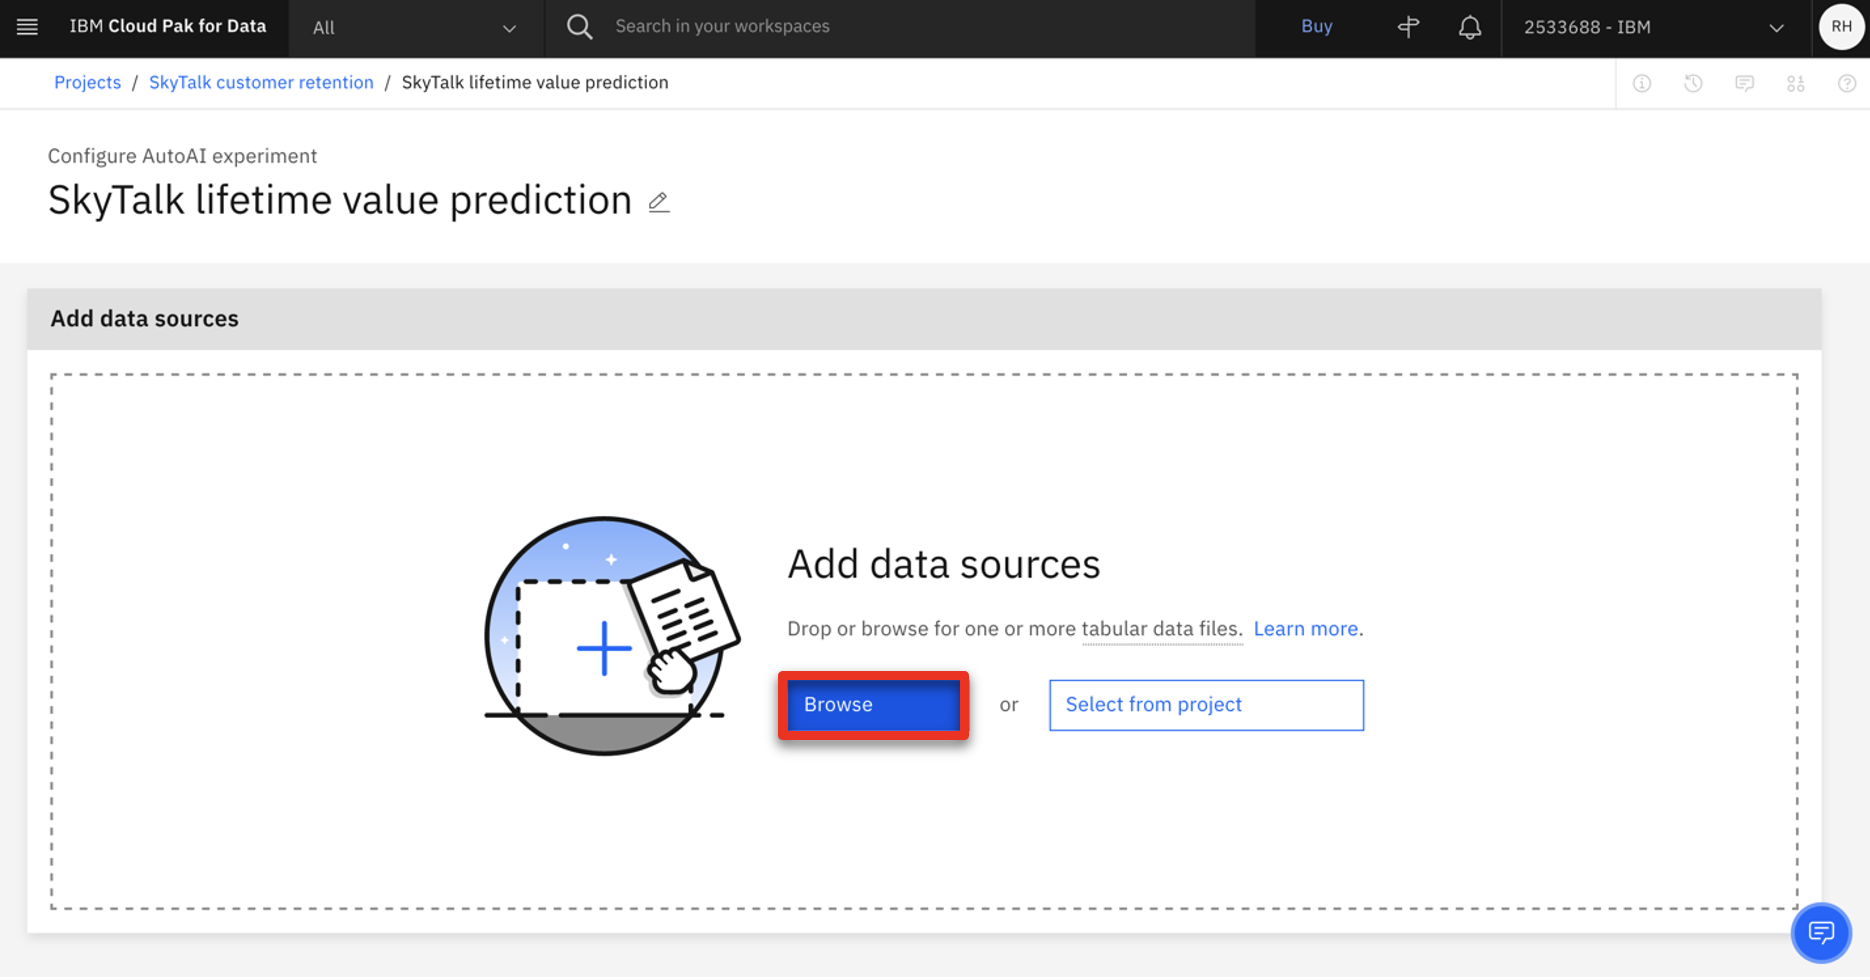 IBM Cloud Pak for Data
All
Search in your workspaces
Buy
2533688 - IBM
RH
Projects / SkyTalk customer retention / SkyTalk lifetime value prediction
Configure AutoAI experiment
SkyTalk lifetime value prediction
Add data sources
Add data sources
Drop or browse for one or more tabular data files. Learn more.
Browse or Select from project